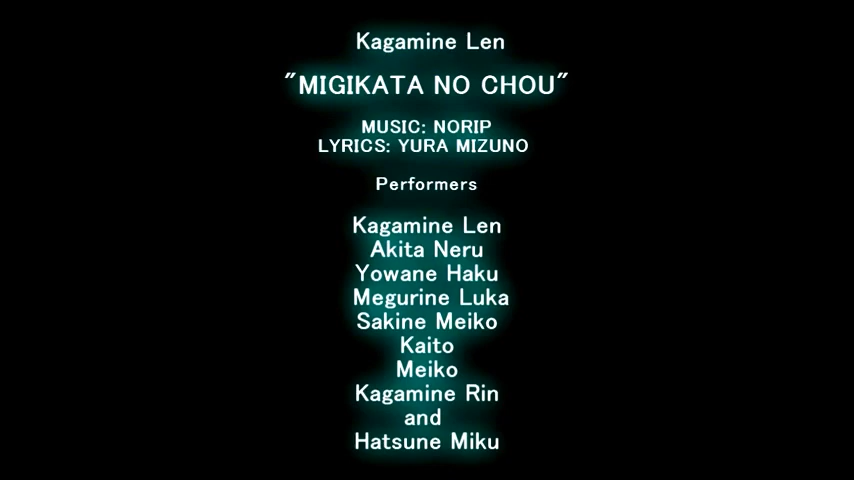 Kagamine Len
"MIGIKATA NO CHOU"
MUSIC: NORIP
LYRICS: YURA MIZUNO
Performers
Kagamine Len
Akita Neru
Yowane Haku
Megurine Luka
Sakine Meiko
Kaito
Meiko
Kagamine Rin
and
Hatsune Miku